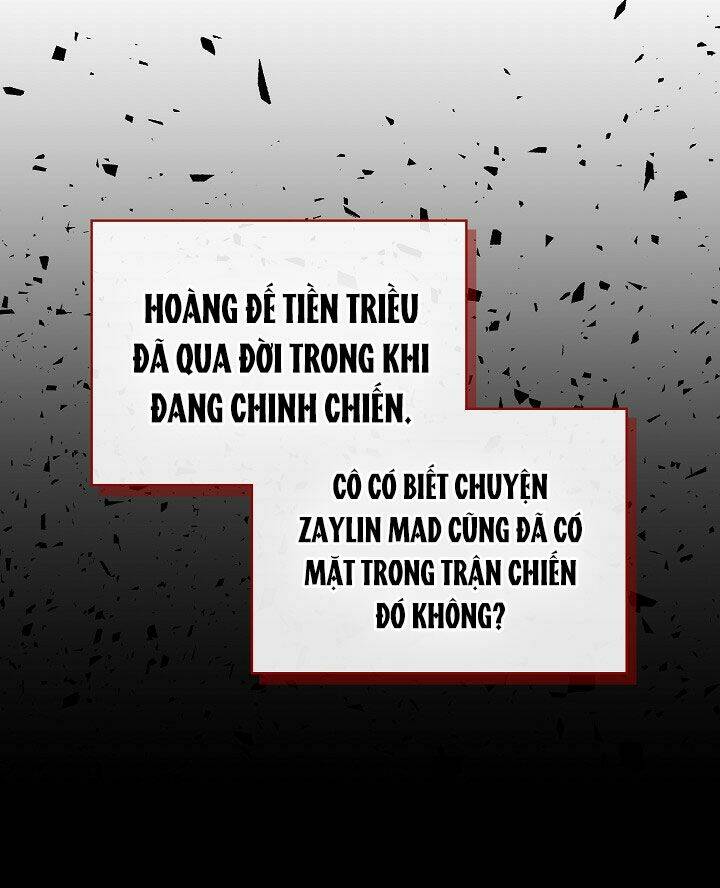 HOÀNG ĐẾ TIỀN TRIỀU
ĐÃ QUA ĐỜI TRONG KHI
ĐANG CHINH CHIẾN.
CÔ CÓ BIẾT CHUYỆN
ZAYLIN MAD CŨNG ĐÃ CÓ
MẶT TRONG TRẬN CHIẾN
ĐÓ KHÔNG?